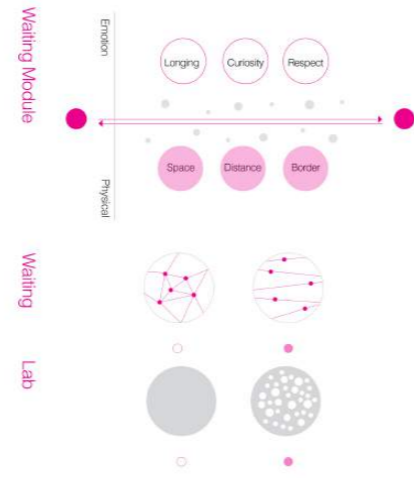 Waiting Module
Emotion
Longing
Curiosity
Respect
Space
Distance
Border
Physical
Waiting
Lab